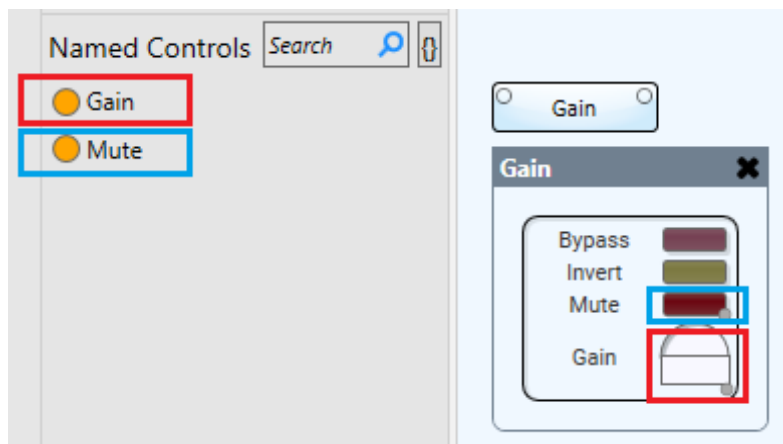 Named Controls Search {}
Gain
Mute
Gain
Gain
Bypass
Invert
Mute
Gain